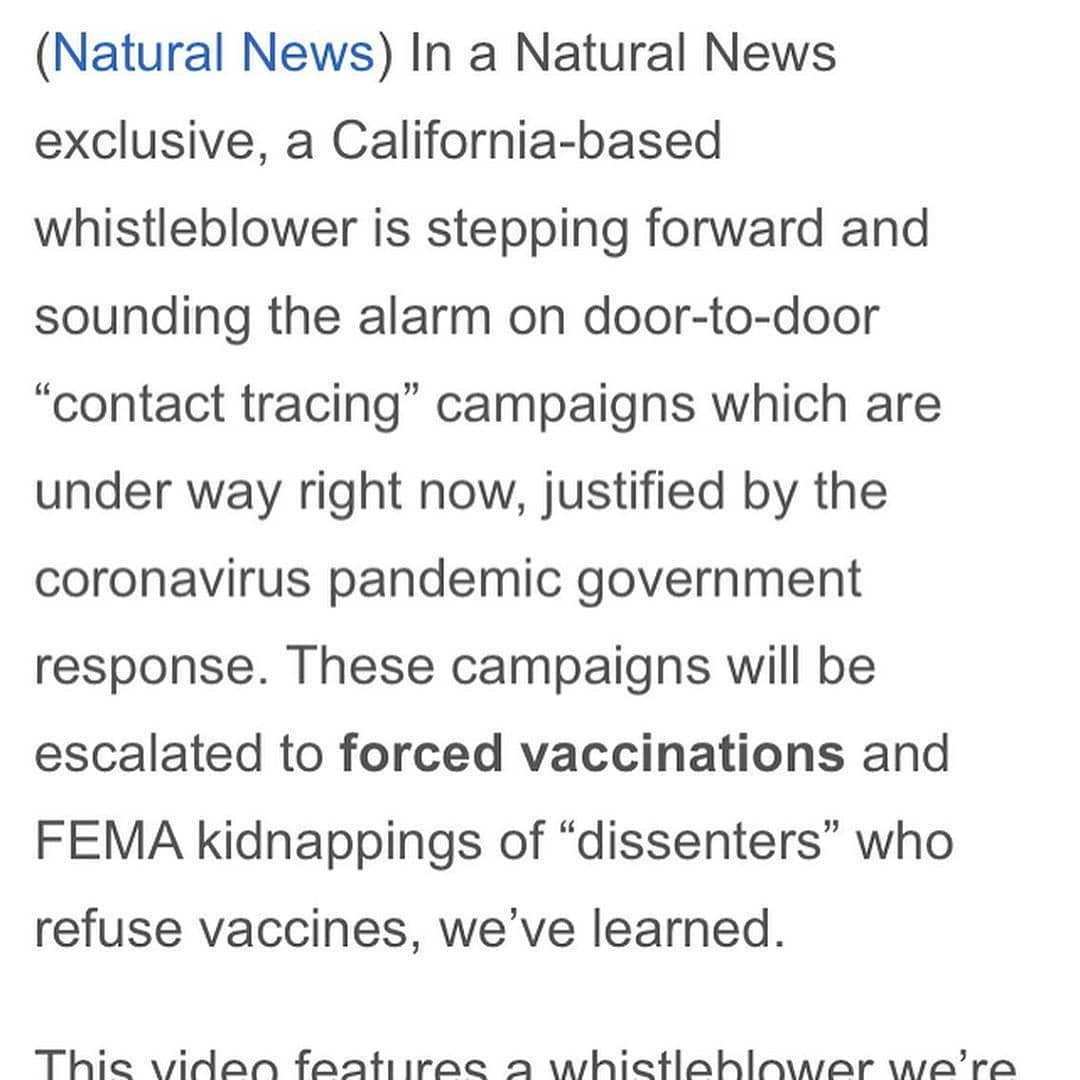 (Natural News) In a Natural News
exclusive, a California-based
whistleblower is stepping forward and
sounding the alarm on door-to-door
“contact tracing” campaigns which are
under way right now, justified by the
coronavirus pandemic government
response. These campaigns will be
escalated to forced vaccinations and
FEMA kidnappings of “dissenters” who
refuse vaccines, we’ve learned.
This video features a whistleblower we’re